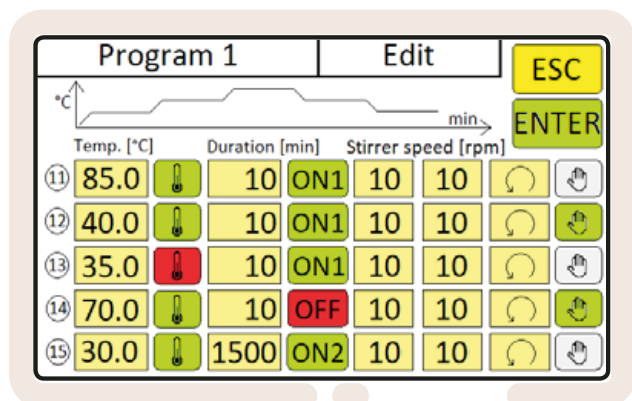 Program 1 Edit ESC
°C min ENTER
Temp. [°C] Duration [min] Stirrer speed [rpm]
11 85.0 10 ON1 10 10
12 40.0 10 ON1 10 10
13 35.0 10 ON1 10 10
14 70.0 10 OFF 10 10
15 30.0 1500 ON2 10 10